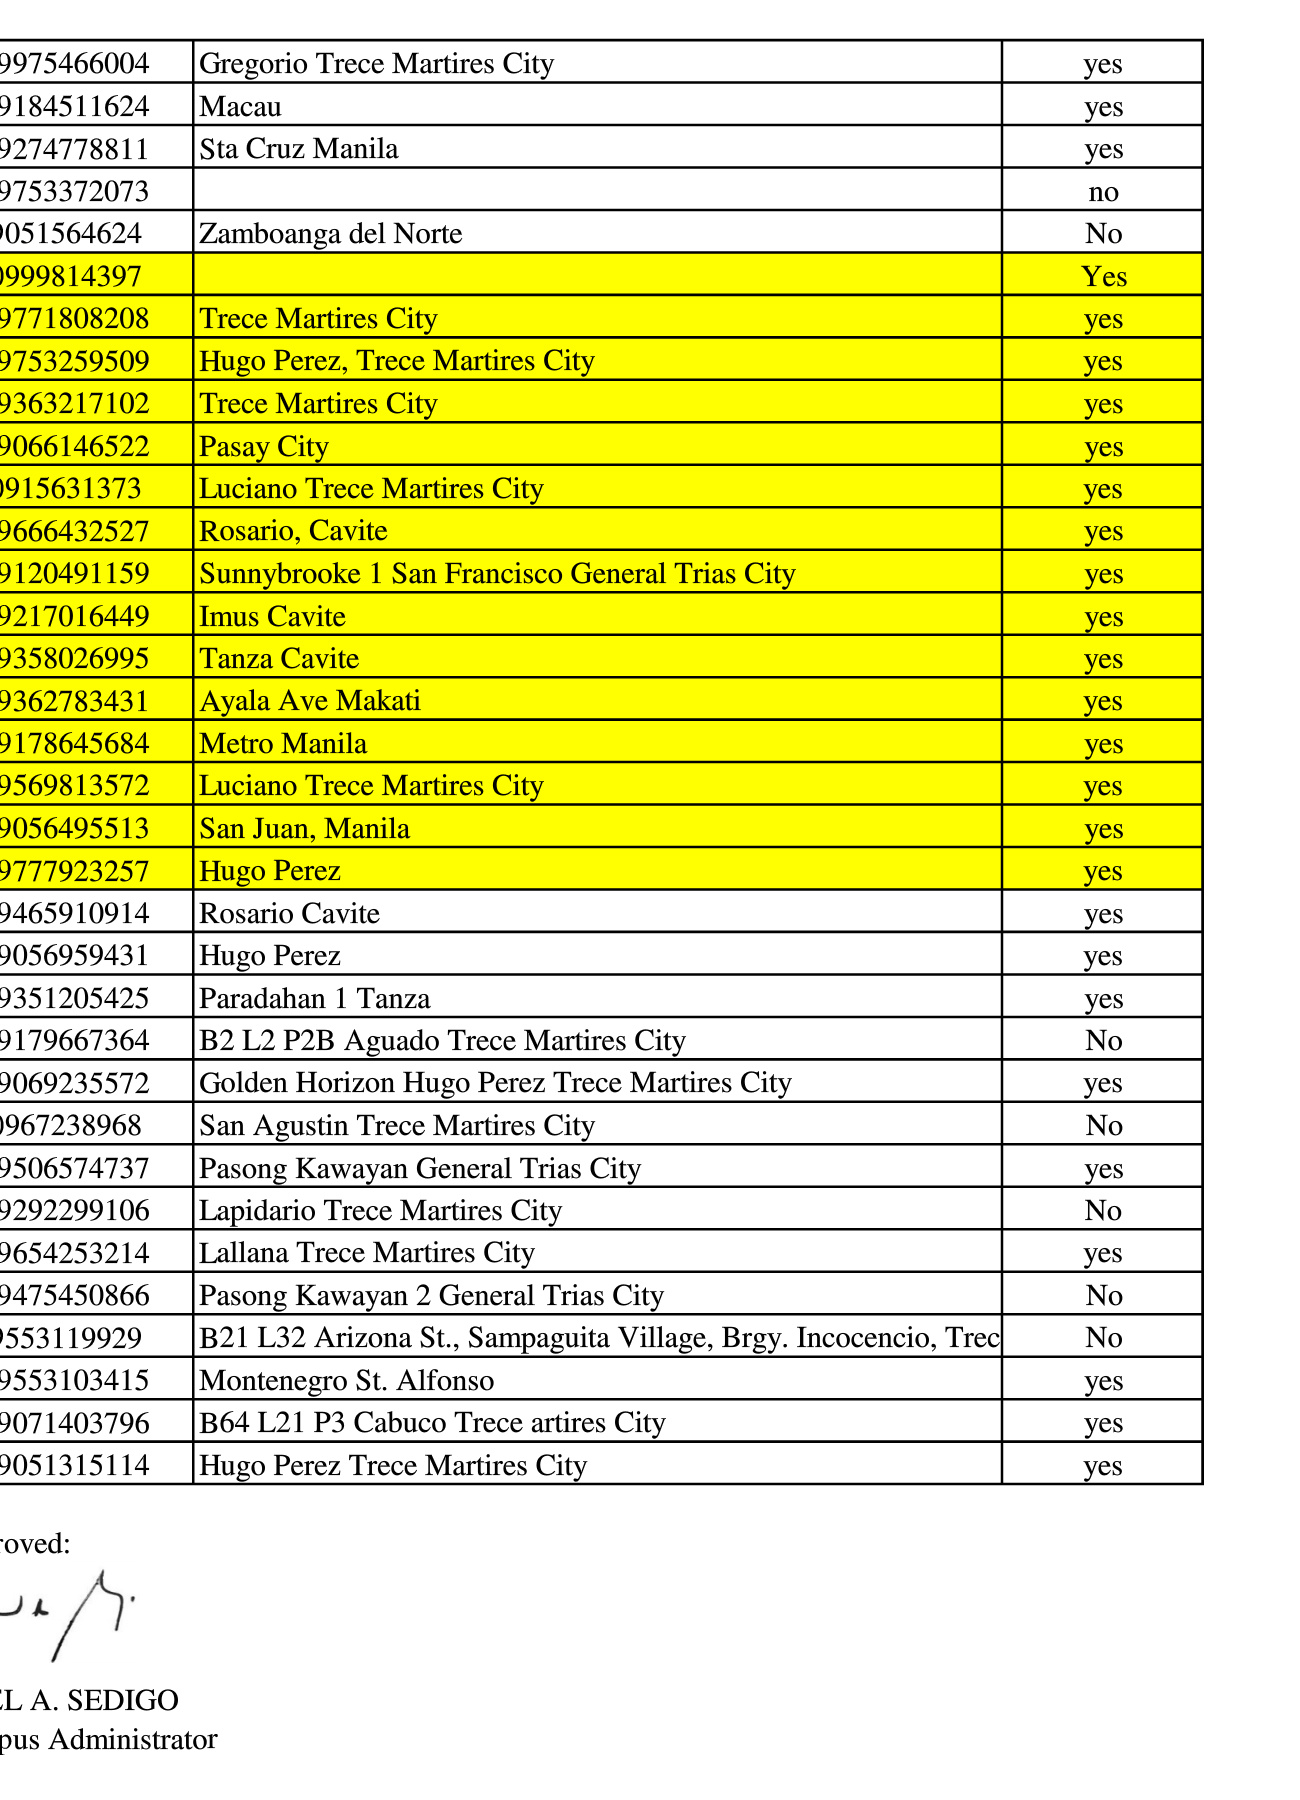 9975466004 Gregorio Trece Martires City yes
9184511624 Macau yes
9274778811 Sta Cruz Manila yes
9753372073 no
9051564624 Zamboanga del Norte No
0999814397 Yes
9771808208 Trece Martires City yes
9753259509 Hugo Perez, Trece Martires City yes
9363217102 Trece Martires City yes
9066146522 Pasay City yes
0915631373 Luciano Trece Martires City yes
9666432527 Rosario, Cavite yes
9120491159 Sunnybrooke 1 San Francisco General Trias City yes
9217016449 Imus Cavite yes
9358026995 Tanza Cavite yes
9362783431 Ayala Ave Makati yes
9178645684 Metro Manila yes
9569813572 Luciano Trece Martires City yes
9056495513 San Juan, Manila yes
9777923257 Hugo Perez yes
9465910914 Rosario Cavite yes
9056959431 Hugo Perez yes
9351205425 Paradahan 1 Tanza yes
9179667364 B2 L2 P2B Aguado Trece Martires City No
9069235572 Golden Horizon Hugo Perez Trece Martires City yes
0967238968 San Agustin Trece Martires City No
9506574737 Pasong Kawayan General Trias City yes
9292299106 Lapidario Trece Martires City No
9654253214 Lallana Trece Martires City yes
9475450866 Pasong Kawayan 2 General Trias City No
9553119929 B21 L32 Arizona St., Sampaguita Village, Brgy. Incocencio, Trec No
9553103415 Montenegro St. Alfonso yes
9071403796 B64 L21 P3 Cabuco Trece artires City yes
9051315114 Hugo Perez Trece Martires City yes
roved:
EL A. SEDIGO
pus Administrator